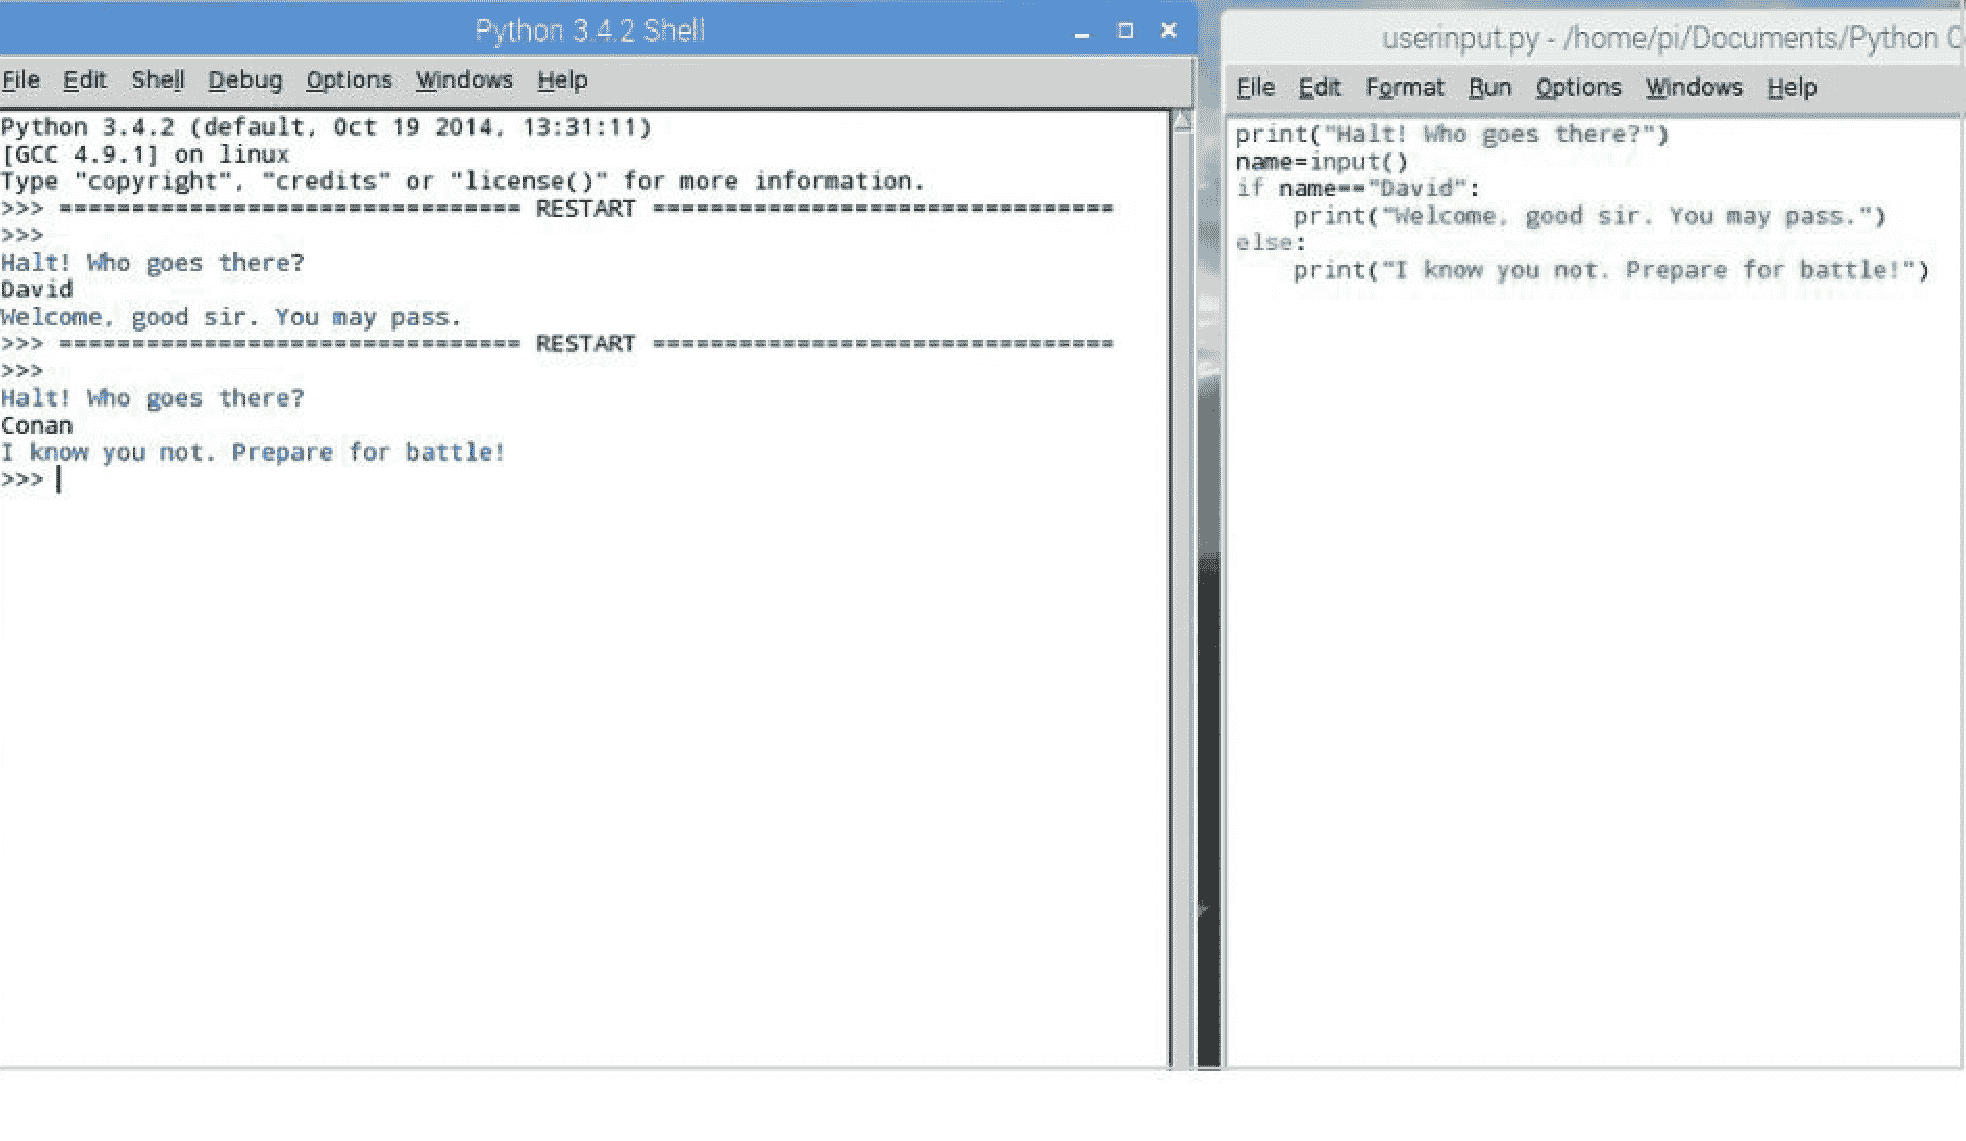 Python 3.4.2 Shell
File Edit Shell Debug Options Windows Help
Python 3.4.2 (default, Oct 19 2014, 13:31:11)
[GCC 4.9.1] on linux
Type "copyright", "credits" or "license()" for more information.
>>> ================================ RESTART ================================
>>>
Halt! Who goes there?
David
Welcome, good sir. You may pass.
>>> ================================ RESTART ================================
>>>
Halt! Who goes there?
Conan
I know you not. Prepare for battle!
>>>
userinput.py - /home/pi/Documents/Python
File Edit Format Run Options Windows Help
print("Halt! Who goes there?")
name=input()
if name=="David":
    print("Welcome, good sir. You may pass.")
else:
    print("I know you not. Prepare for battle!")